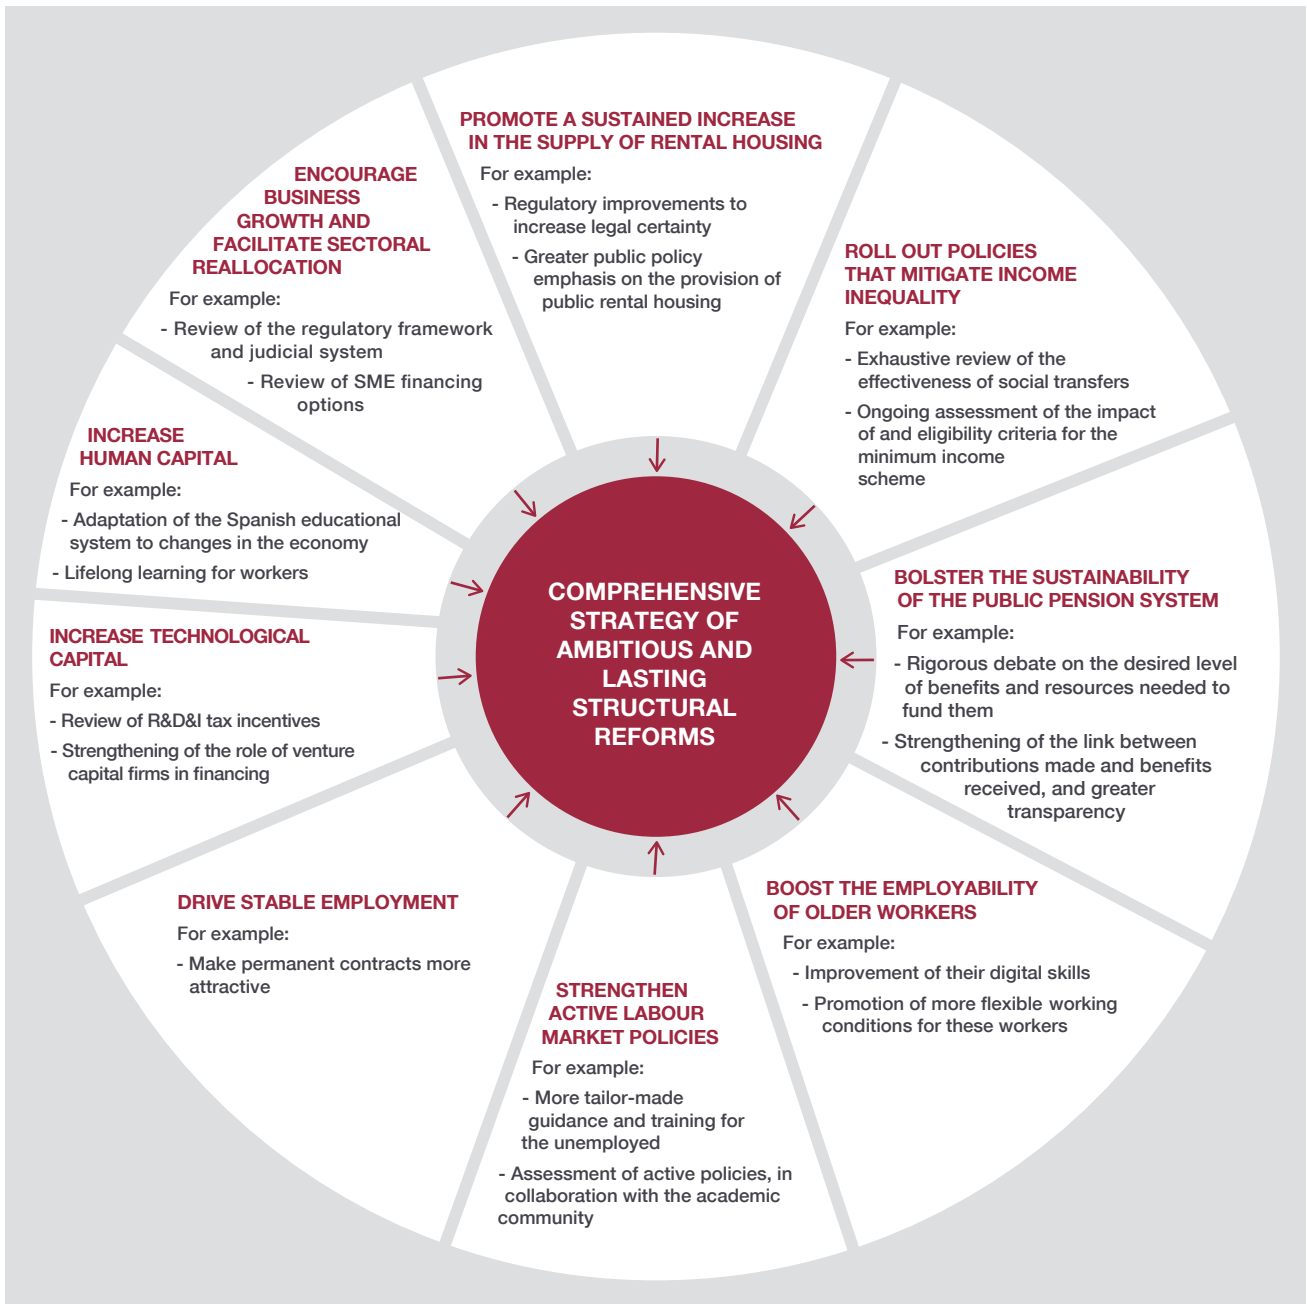 PROMOTE A SUSTAINED INCREASE
IN THE SUPPLY OF RENTAL HOUSING
For example:
- Regulatory improvements to
increase legal certainty
- Greater public policy
emphasis on the provision of
public rental housing
ROLL OUT POLICIES
THAT MITIGATE INCOME
INEQUALITY
For example:
- Exhaustive review of the
effectiveness of social transfers
- Ongoing assessment of the impact
of and eligibility criteria for the
minimum income
scheme
BOLSTER THE SUSTAINABILITY
OF THE PUBLIC PENSION SYSTEM
For example:
- Rigorous debate on the desired level
of benefits and resources needed to
fund them
- Strengthening of the link between
contributions made and benefits
received, and greater
transparency
BOOST THE EMPLOYABILITY
OF OLDER WORKERS
For example:
- Improvement of their digital skills
- Promotion of more flexible working
conditions for these workers
STRENGTHEN
ACTIVE LABOUR
MARKET POLICIES
For example:
- More tailor-made
guidance and training for
the unemployed
- Assessment of active policies, in
collaboration with the academic
community
DRIVE STABLE EMPLOYMENT
For example:
- Make permanent contracts more
attractive
INCREASE TECHNOLOGICAL
CAPITAL
For example:
- Review of R&D&I tax incentives
- Strengthening of the role of venture
capital firms in financing
INCREASE
HUMAN CAPITAL
For example:
- Adaptation of the Spanish educational
system to changes in the economy
- Lifelong learning for workers
ENCOURAGE
BUSINESS
GROWTH AND
FACILITATE SECTORAL
REALLOCATION
For example:
- Review of the regulatory framework
and judicial system
- Review of SME financing
options
COMPREHENSIVE
STRATEGY OF
AMBITIOUS AND
LASTING
STRUCTURAL
REFORMS